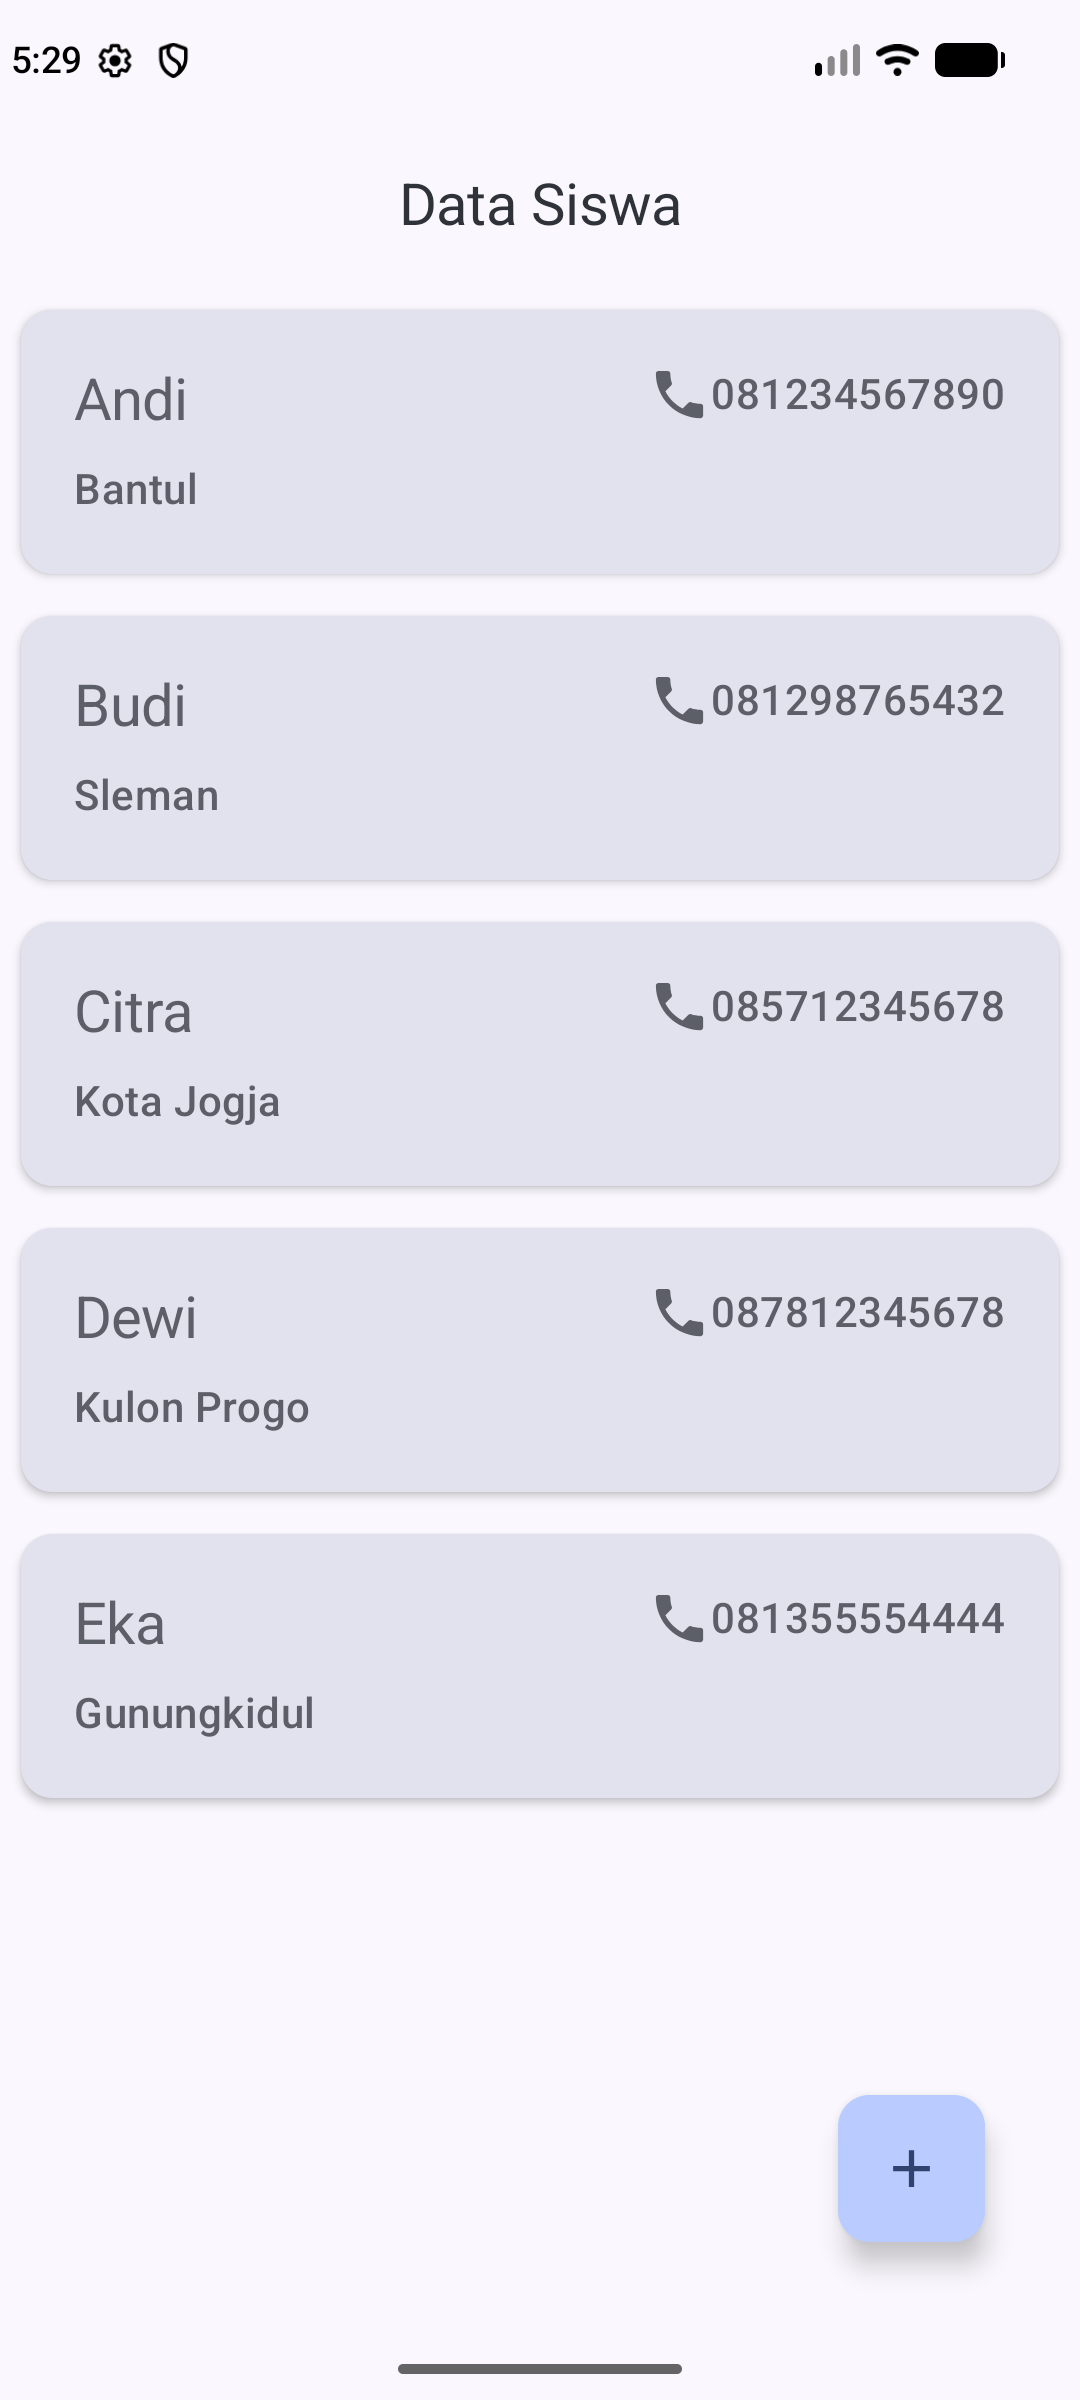 5:29
Data Siswa
Andi
081234567890
Bantul
Budi
081298765432
Sleman
Citra
085712345678
Kota Jogja
Dewi
087812345678
Kulon Progo
Eka
081355554444
Gunungkidul
+